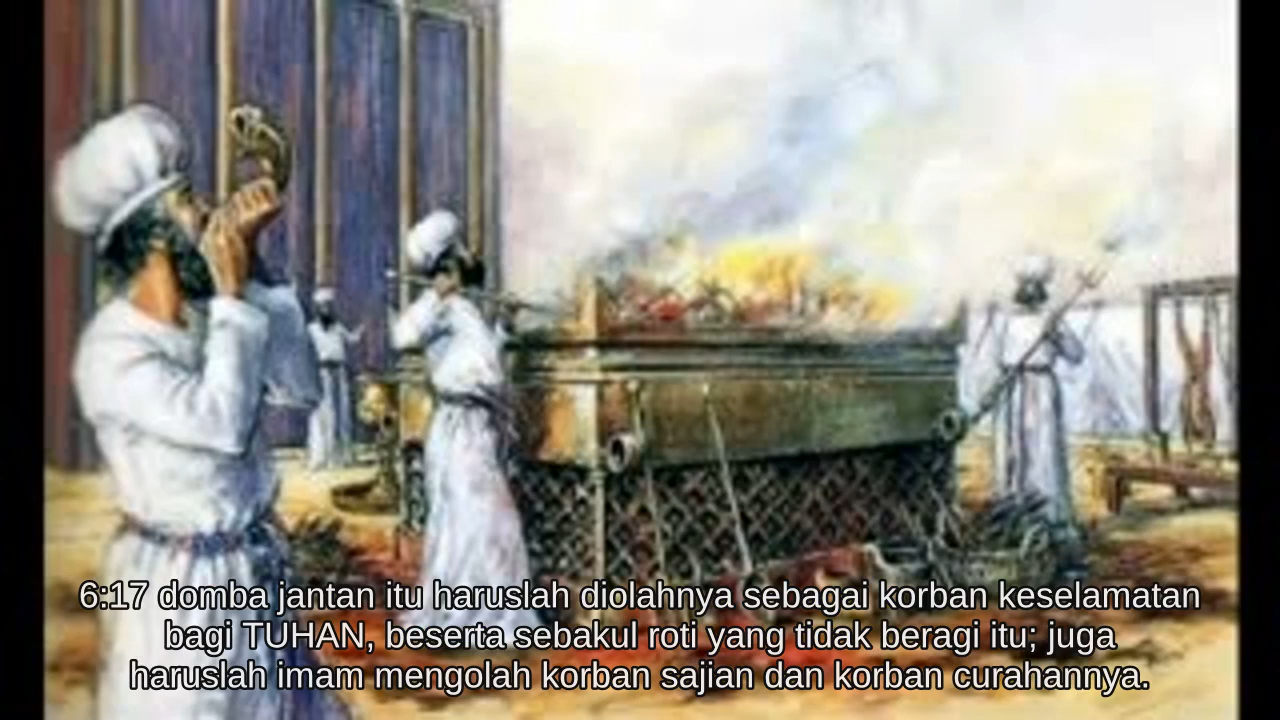 6:17 domba jantan itu haruslah diolahnya sebagai korban keselamatan
bagi TUHAN, beserta sebakul roti yang tidak beragi itu; juga
haruslah imam mengolah korban sajian dan korban curahannya.